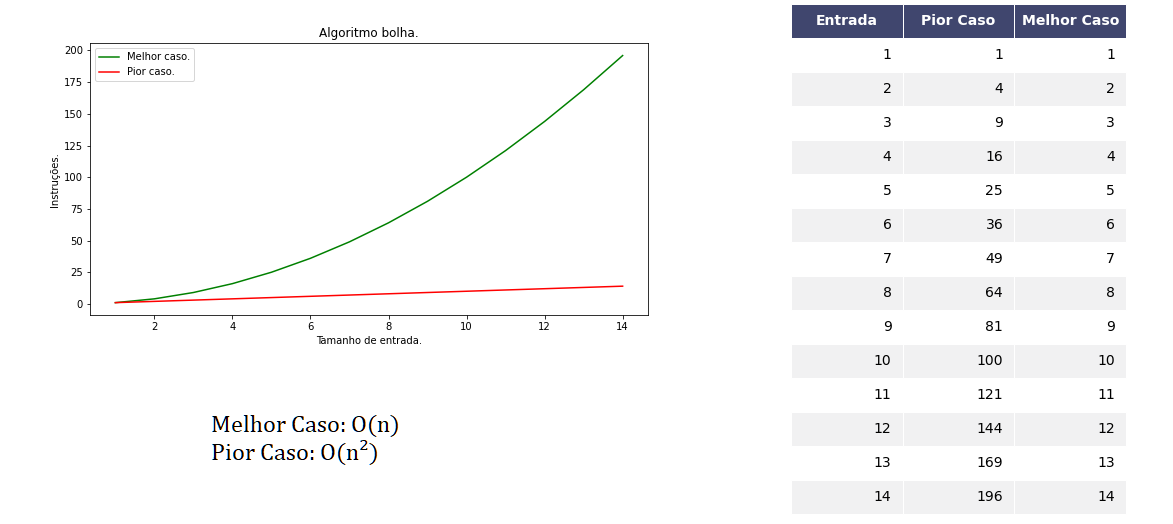 Algoritmo bolha.
Melhor caso.
Pior caso.
200
175
150
125
100
75
50
25
0
Instruções.
2 4 6 8 10 12 14
Tamanho de entrada.
Melhor Caso: O(n)
Pior Caso: O(n²)
Entrada Pior Caso Melhor Caso
1 1 1
2 4 2
3 9 3
4 16 4
5 25 5
6 36 6
7 49 7
8 64 8
9 81 9
10 100 10
11 121 11
12 144 12
13 169 13
14 196 14